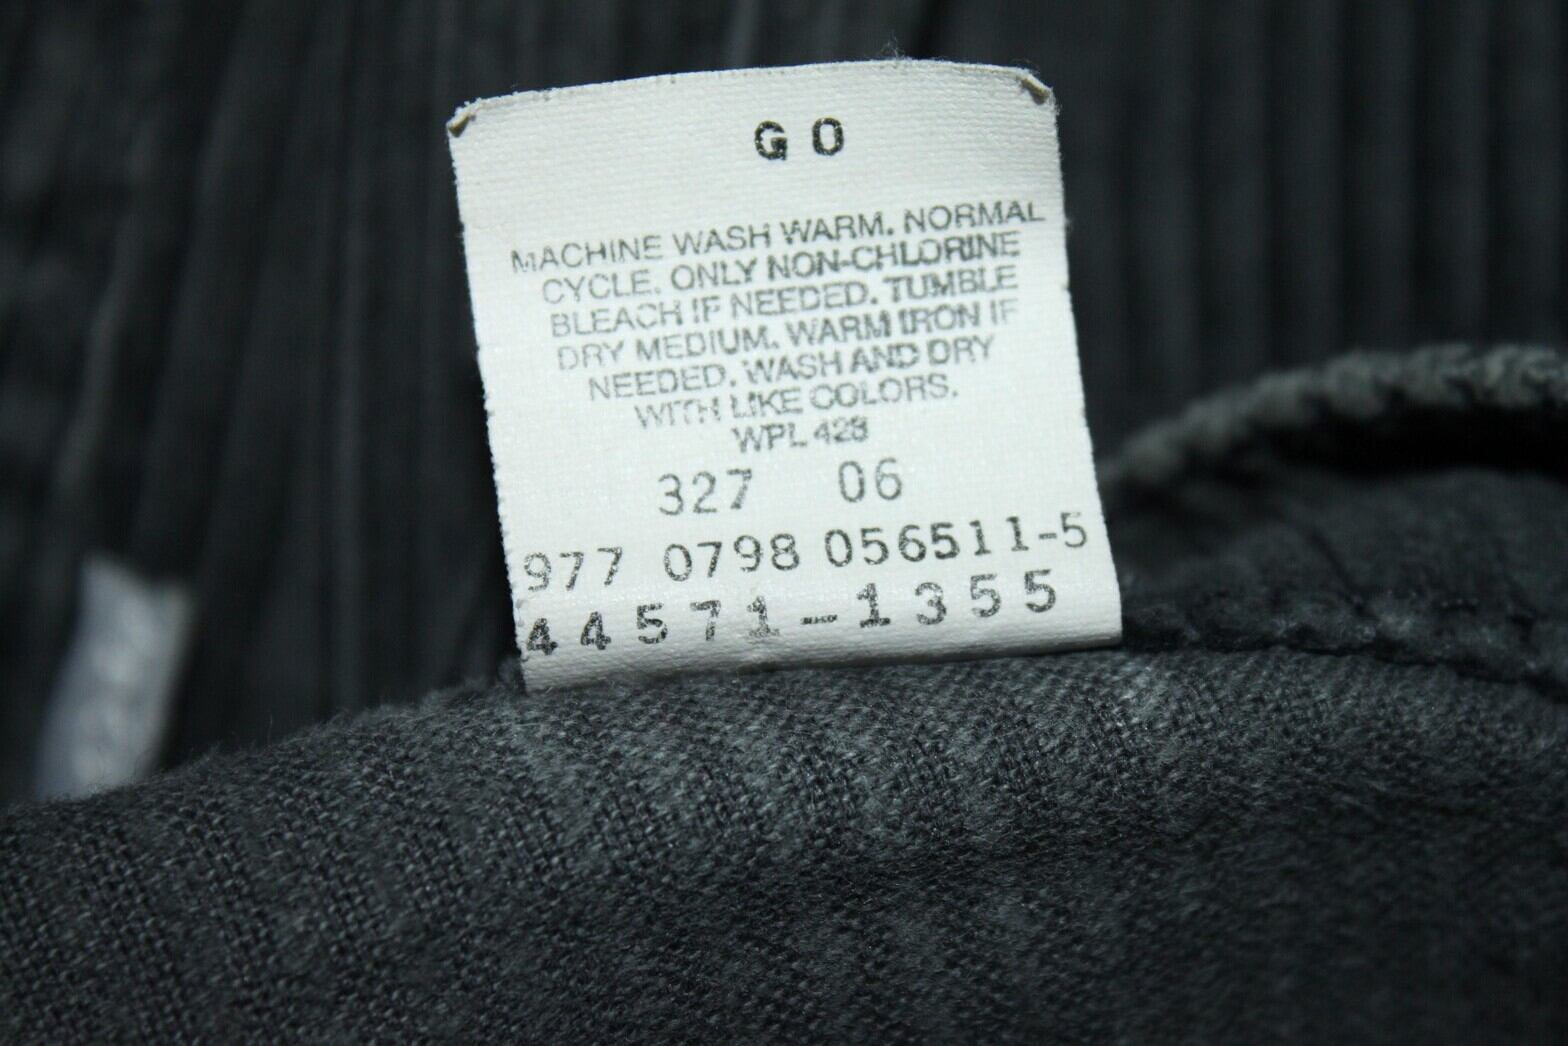 GO
MACHINE WASH WARM. NORMAL
CYCLE. ONLY NON-CHLORINE
BLEACH IF NEEDED. TUMBLE
DRY MEDIUM. WARM IRON IF
NEEDED. WASH AND DRY
WITH LIKE COLORS.
WPL 423
327 06
977 0798 056511-5
44571-1355